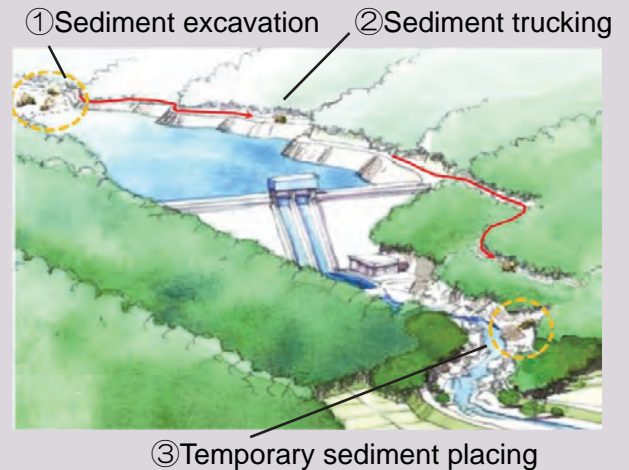 ①Sediment excavation
②Sediment trucking
③Temporary sediment placing